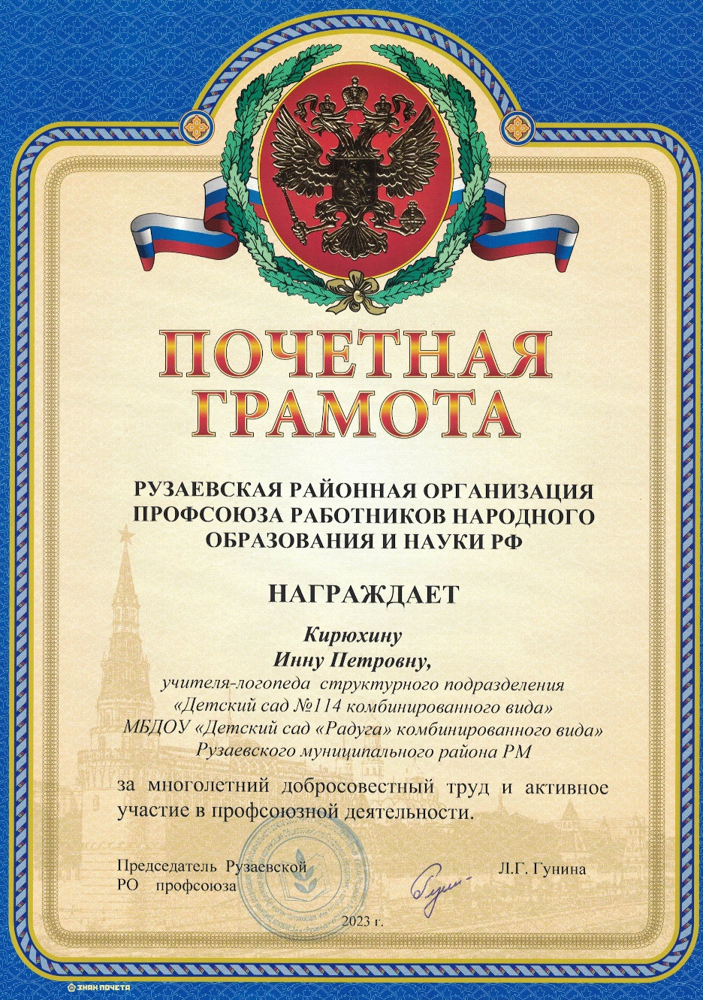 ПОЧЕТНАЯ
ГРАМОТА
РУЗАЕВСКАЯ РАЙОННАЯ ОРГАНИЗАЦИЯ
ПРОФСОЮЗА РАБОТНИКОВ НАРОДНОГО
ОБРАЗОВАНИЯ И НАУКИ РФ
НАГРАЖДАЕТ
Кирюхину
Инну Петровну,
учителя-логопеда структурного подразделения
«Детский сад №114 комбинированного вида»
МБДОУ «Детский сад «Радуга» комбинированного вида»
Рузаевского муниципального района РМ
за многолетний добросовестный труд и активное
участие в профсоюзной деятельности.
Председатель Рузаевской
РО профсоюза
Л.Г. Гунина
2023 г.
ЗНАК ПОЧЕТА